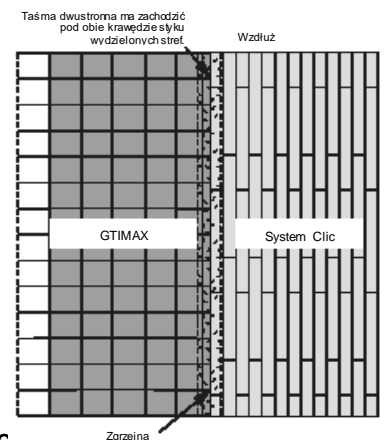 Taśma dwustronna ma zachodzić
pod obie krawędzie styku
wydzielonych stref.
Wzdłuż
GTIMAX
System Clic
Zgrzeina